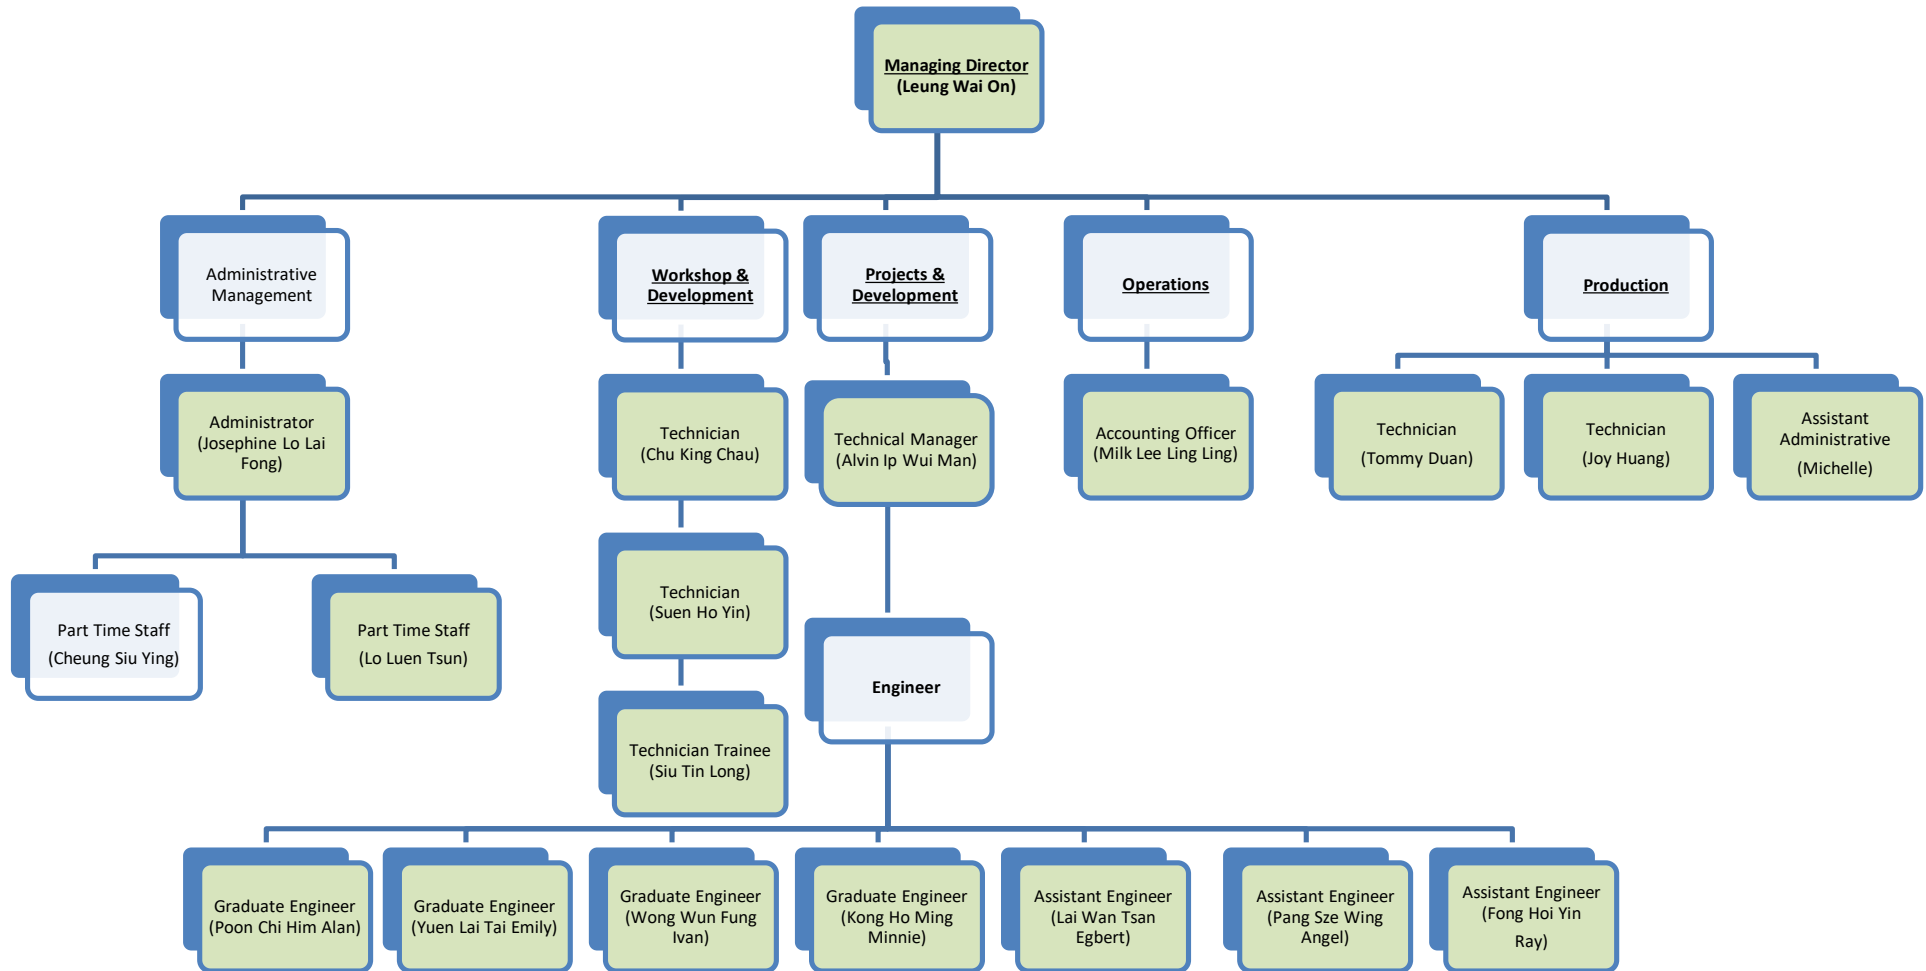 Managing Director
(Leung Wai On)
Administrative
Management
Workshop &
Development
Projects &
Development
Operations
Production
Administrator
(Josephine Lo Lai
Fong)
Technician
(Chu King Chau)
Technical Manager
(Alvin Ip Wui Man)
Accounting Officer
(Milk Lee Ling Ling)
Technician
(Tommy Duan)
Technician
(Joy Huang)
Assistant
Administrative
(Michelle)
Part Time Staff
(Cheung Siu Ying)
Part Time Staff
(Lo Luen Tsun)
Technician
(Suen Ho Yin)
Engineer
Technician Trainee
(Siu Tin Long)
Graduate Engineer
(Poon Chi Him Alan)
Graduate Engineer
(Yuen Lai Tai Emily)
Graduate Engineer
(Wong Wun Fung
Ivan)
Graduate Engineer
(Kong Ho Ming
Minnie)
Assistant Engineer
(Lai Wan Tsan
Egbert)
Assistant Engineer
(Pang Sze Wing
Angel)
Assistant Engineer
(Fong Hoi Yin
Ray)